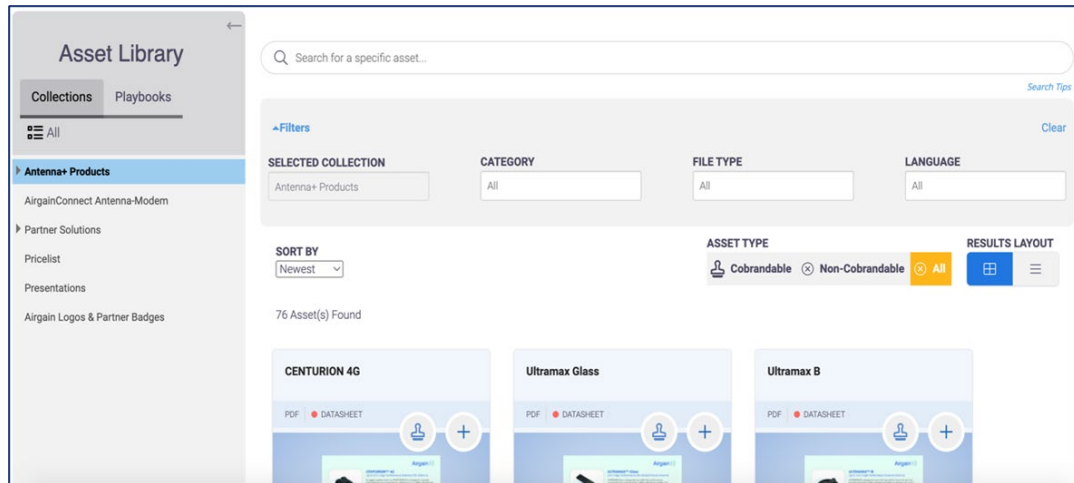 Asset Library
Collections Playbooks
All
Antenna+ Products
AirgainConnect Antenna-Modem
Partner Solutions
Pricelist
Presentations
Airgain Logos & Partner Badges
Search for a specific asset...
Search Tips
Filters Clear
SELECTED COLLECTION CATEGORY FILE TYPE LANGUAGE
Antenna+ Products All All All
SORT BY ASSET TYPE RESULTS LAYOUT
Newest Cobrandable Non-Cobrandable All
76 Asset(s) Found
CENTURION 4G Ultramax Glass Ultramax B
PDF DATASHEET PDF DATASHEET PDF DATASHEET
Airgain Airgain Airgain